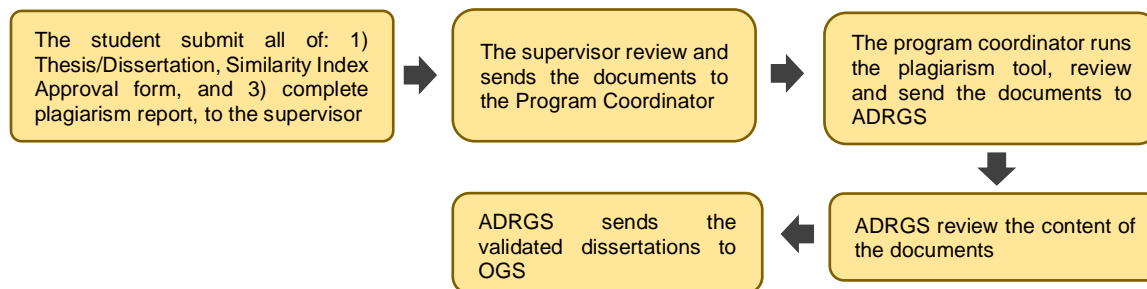 The student submit all of: 1)
Thesis/Dissertation, Similarity Index
Approval form, and 3) complete
plagiarism report, to the supervisor
The supervisor review and
sends the documents to
the Program Coordinator
The program coordinator runs
the plagiarism tool, review
and send the documents to
ADRGS
ADRGS review the content of
the documents
ADRGS sends the
validated dissertations to
OGS